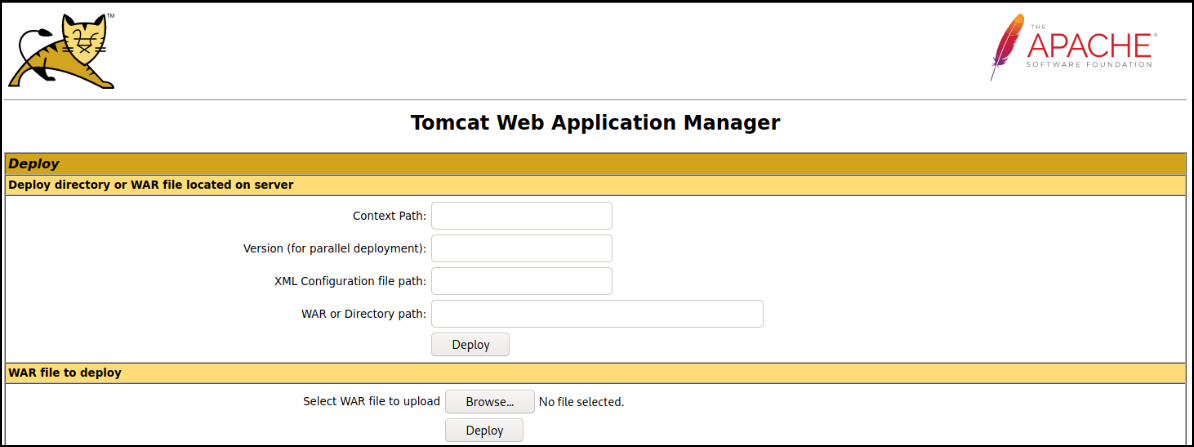 TM
THE
APACHE®
SOFTWARE FOUNDATION
Tomcat Web Application Manager
Deploy
Deploy directory or WAR file located on server
Context Path:
Version (for parallel deployment):
XML Configuration file path:
WAR or Directory path:
Deploy
WAR file to deploy
Select WAR file to upload Browse... No file selected.
Deploy